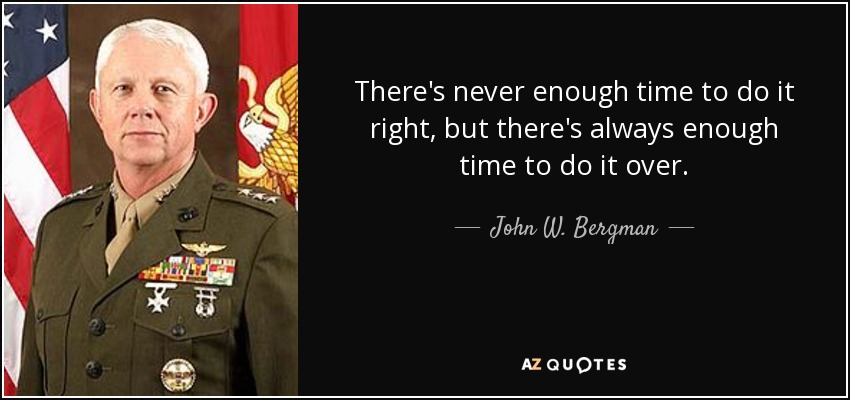 There's never enough time to do it
right, but there's always enough
time to do it over.
— John W. Bergman —
AZ QUOTES